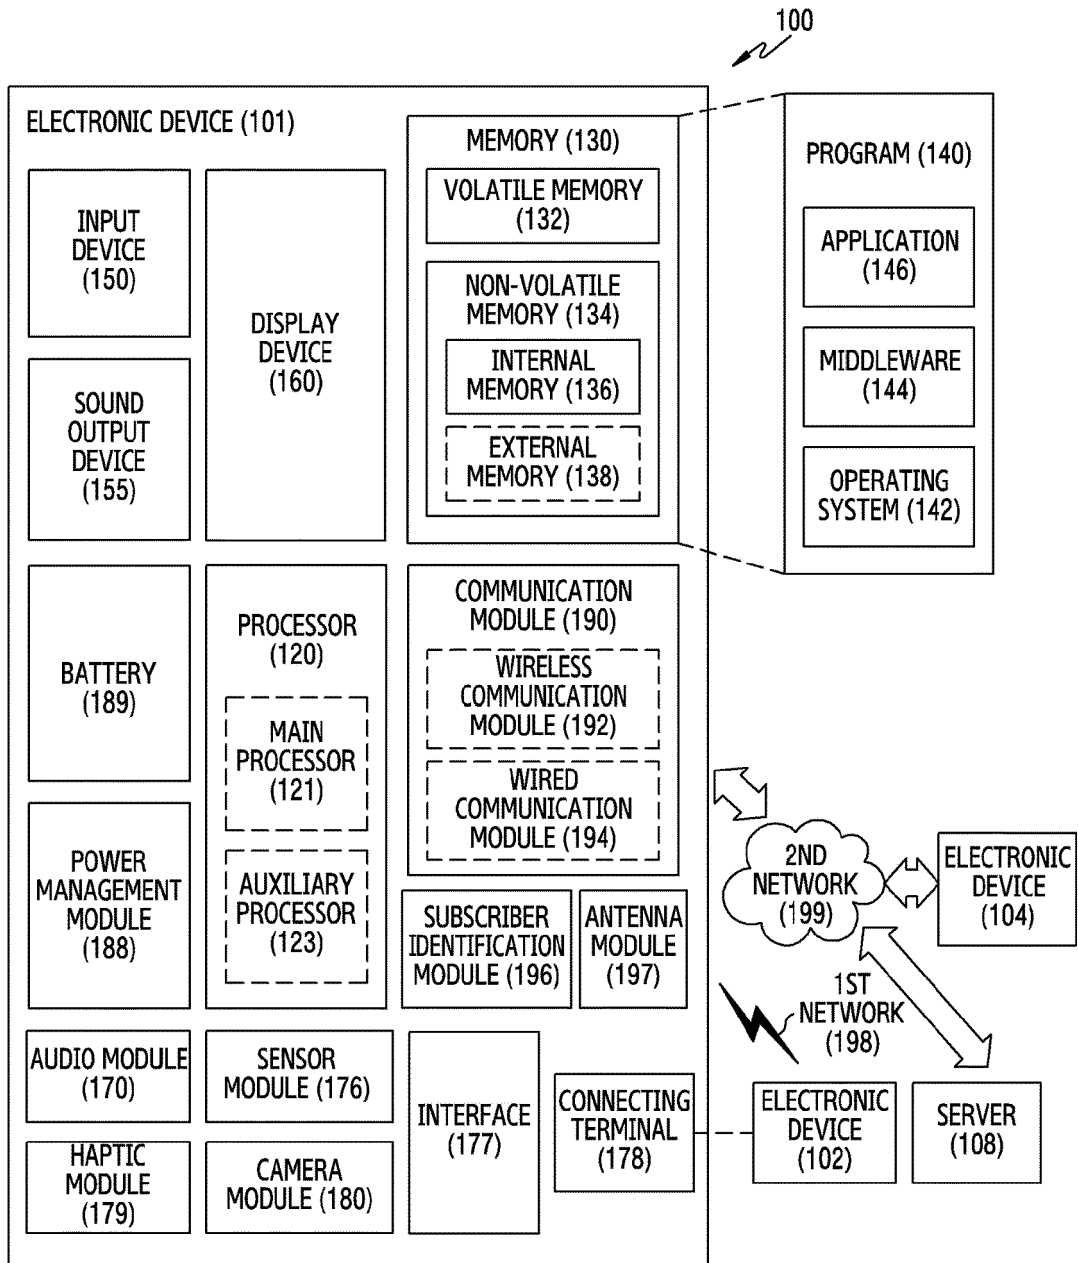 100
ELECTRONIC DEVICE (101)
INPUT
DEVICE
(150)
SOUND
OUTPUT
DEVICE
(155)
DISPLAY
DEVICE
(160)
MEMORY (130)
VOLATILE MEMORY
(132)
NON-VOLATILE
MEMORY (134)
INTERNAL
MEMORY (136)
EXTERNAL
MEMORY (138)
PROGRAM (140)
APPLICATION
(146)
MIDDLEWARE
(144)
OPERATING
SYSTEM (142)
BATTERY
(189)
POWER
MANAGEMENT
MODULE
(188)
PROCESSOR
(120)
MAIN
PROCESSOR
(121)
AUXILIARY
PROCESSOR
(123)
COMMUNICATION
MODULE (190)
WIRELESS
COMMUNICATION
MODULE (192)
WIRED
COMMUNICATION
MODULE (194)
SUBSCRIBER
IDENTIFICATION
MODULE (196)
ANTENNA
MODULE
(197)
2ND
NETWORK
(199)
ELECTRONIC
DEVICE
(104)
1ST
NETWORK
(198)
AUDIO MODULE
(170)
SENSOR
MODULE (176)
INTERFACE
(177)
CONNECTING
TERMINAL
(178)
ELECTRONIC
DEVICE
(102)
SERVER
(108)
HAPTIC
MODULE
(179)
CAMERA
MODULE (180)